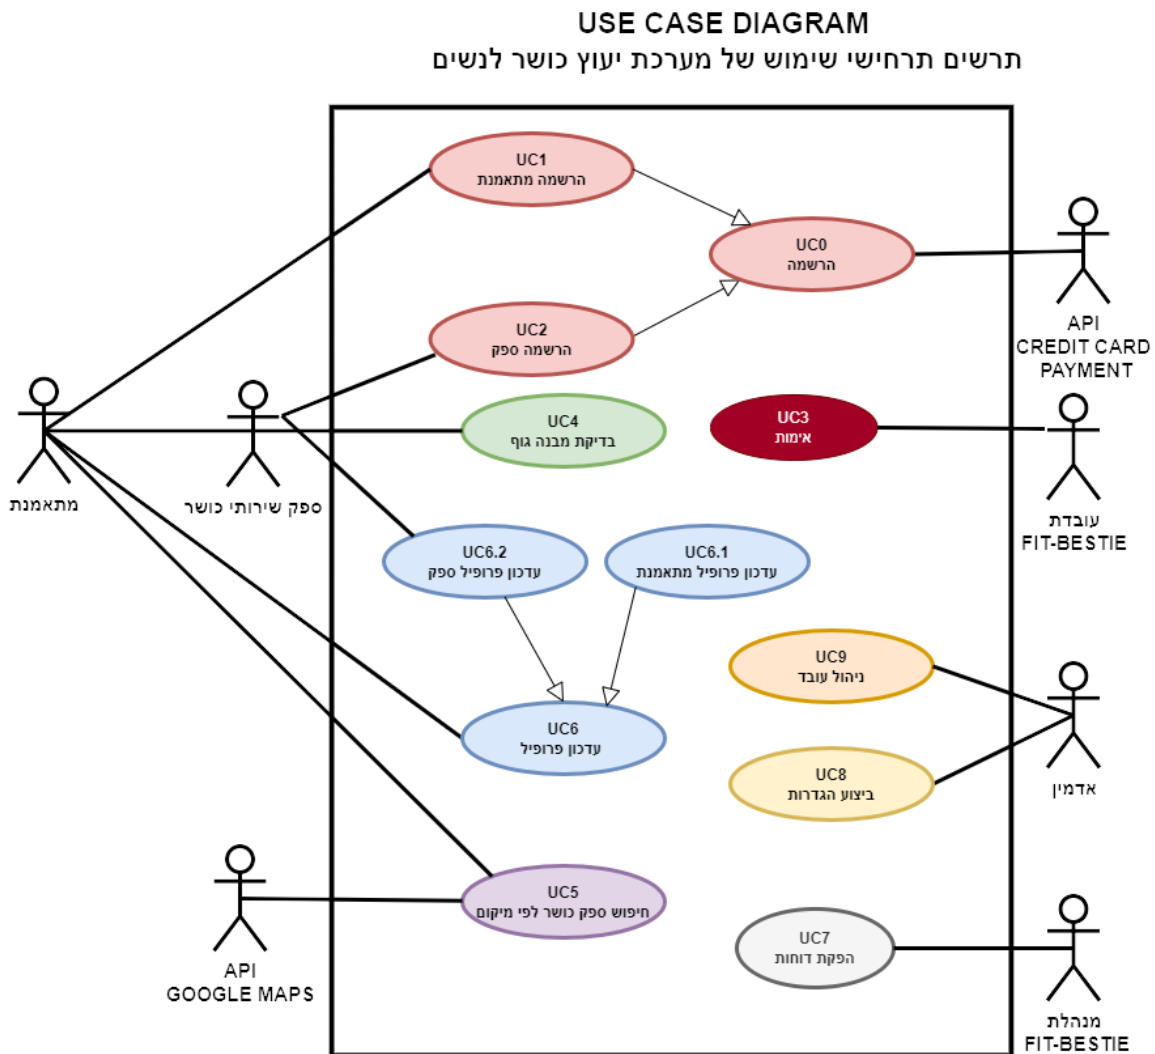 USE CASE DIAGRAM
תרשים תרחישי שימוש של מערכת יעוץ כושר לנשים
UC1
הרשמה מתאמנת
UC0
הרשמה
UC2
הרשמה ספק
API
CREDIT CARD
PAYMENT
UC4
בדיקת מבנה גוף
UC3
אימות
מתאמנת
ספק שירותי כושר
עובדת
FIT-BESTIE
UC6.2
עדכון פרופיל ספק
UC6.1
עדכון פרופיל מתאמנת
UC9
ניהול עובד
UC6
עדכון פרופיל
UC8
ביצוע הגדרות
אדמין
UC5
חיפוש ספק כושר לפי מיקום
API
GOOGLE MAPS
UC7
הפקת דוחות
מנהלת
FIT-BESTIE